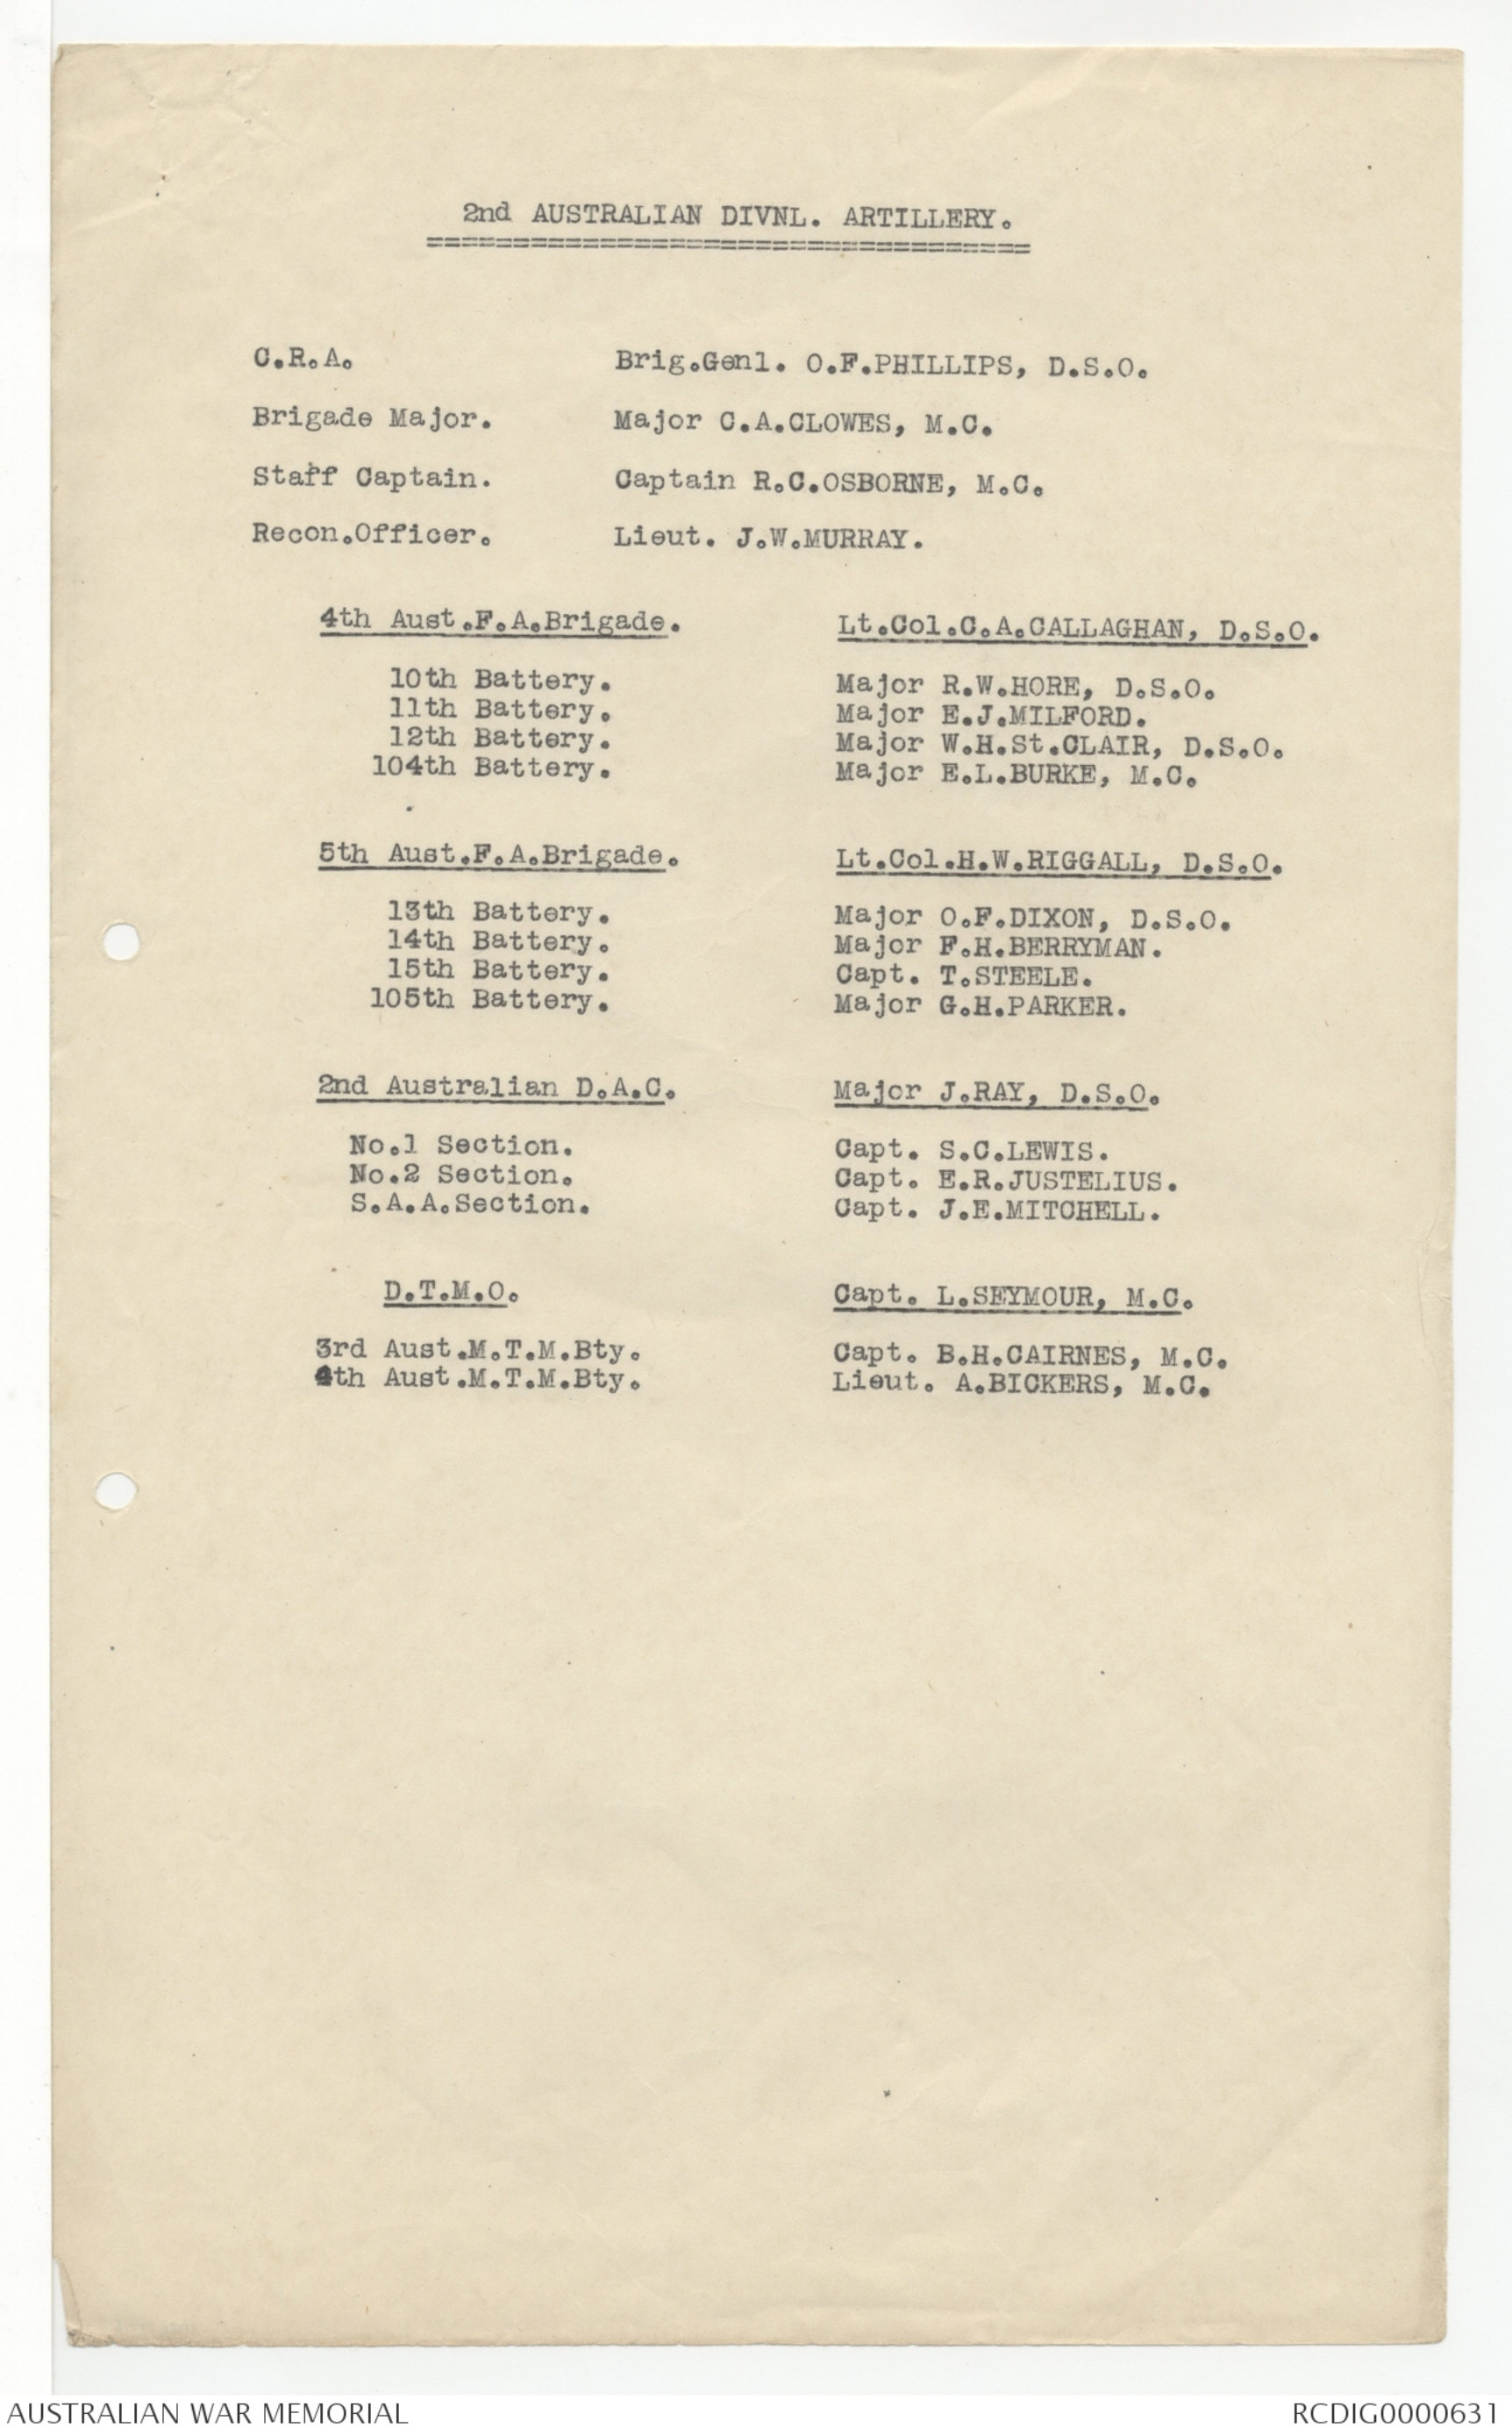 2nd AUSTRALIAN DIVNL. ARTILLERY.
===================================
C.R.A. Brig.Genl. O.F.PHILLIPS, D.S.O.
Brigade Major. Major C.A.CLOWES, M.C.
Staff Captain. Captain R.C.OSBORNE, M.C.
Recon.Officer. Lieut. J.W.MURRAY.
4th Aust.F.A.Brigade. Lt.Col.C.A.CALLAGHAN, D.S.O.
10th Battery. Major R.W.HORE, D.S.O.
11th Battery. Major E.J.MILFORD.
12th Battery. Major W.H.St.CLAIR, D.S.O.
104th Battery. Major E.L.BURKE, M.C.
5th Aust.F.A.Brigade. Lt.Col.H.W.RIGGALL, D.S.O.
13th Battery. Major O.F.DIXON, D.S.O.
14th Battery. Major F.H.BERRYMAN.
15th Battery. Capt. T.STEELE.
105th Battery. Major G.H.PARKER.
2nd Australian D.A.C. Major J.RAY, D.S.O.
No.1 Section. Capt. S.C.LEWIS.
No.2 Section. Capt. E.R.JUSTELIUS.
S.A.A.Section. Capt. J.E.MITCHELL.
D.T.M.O. Capt. L.SEYMOUR, M.C.
3rd Aust.M.T.M.Bty. Capt. B.H.CAIRNES, M.C.
4th Aust.M.T.M.Bty. Lieut. A.BICKERS, M.C.
AUSTRALIAN WAR MEMORIAL RCDIG0000631